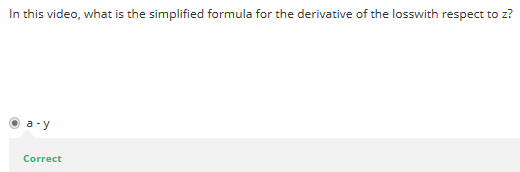 In this video, what is the simplified formula for the derivative of the losswith respect to z?
a - y
Correct